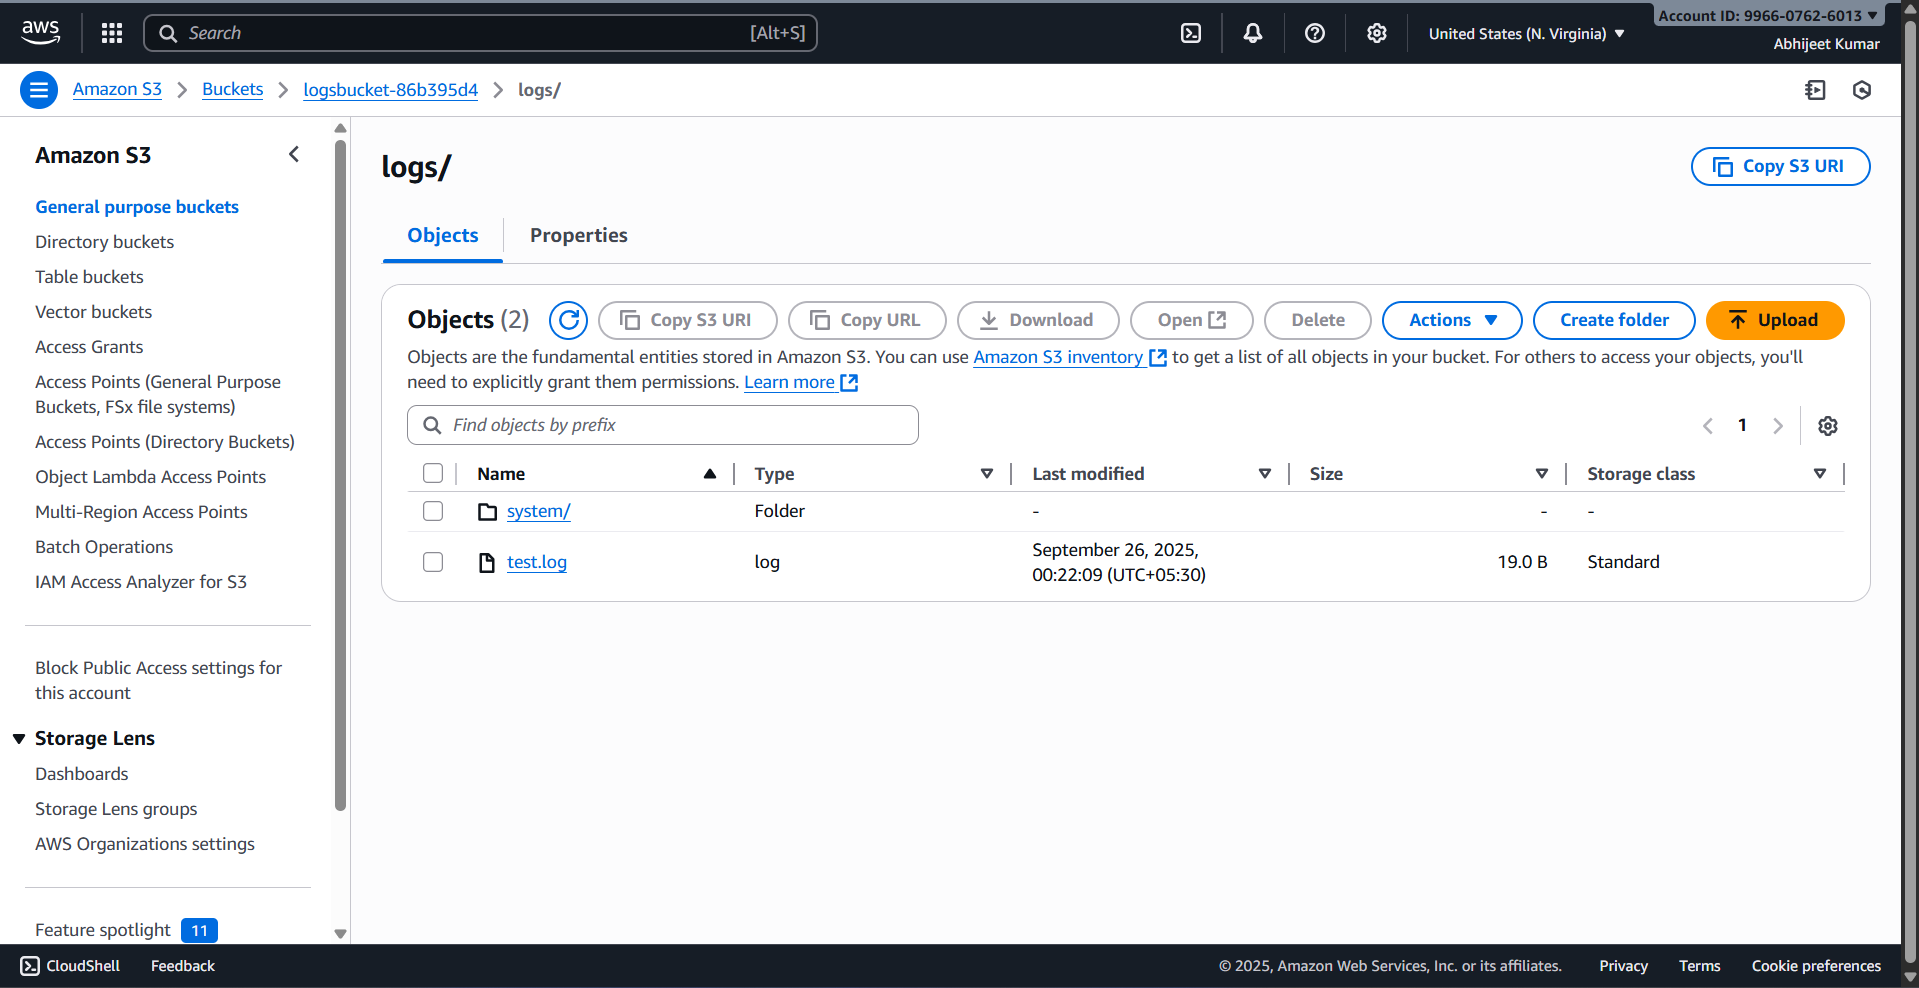 aws
Search
[Alt+S]
United States (N. Virginia)
Account ID: 9966-0762-6013
Abhijeet Kumar
Amazon S3
Buckets
logsbucket-86b395d4
logs/
Amazon S3
General purpose buckets
Directory buckets
Table buckets
Vector buckets
Access Grants
Access Points (General Purpose
Buckets, FSx file systems)
Access Points (Directory Buckets)
Object Lambda Access Points
Multi-Region Access Points
Batch Operations
IAM Access Analyzer for S3
Block Public Access settings for
this account
Storage Lens
Dashboards
Storage Lens groups
AWS Organizations settings
Feature spotlight 11
logs/
Copy S3 URI
Objects
Properties
Objects (2)
Copy S3 URI
Copy URL
Download
Open
Delete
Actions
Create folder
Upload
Objects are the fundamental entities stored in Amazon S3. You can use Amazon S3 inventory to get a list of all objects in your bucket. For others to access your objects, you'll
need to explicitly grant them permissions. Learn more
Find objects by prefix
1
Name Type Last modified Size Storage class
system/ Folder - - -
test.log log September 26, 2025,
00:22:09 (UTC+05:30) 19.0 B Standard
CloudShell
Feedback
© 2025, Amazon Web Services, Inc. or its affiliates.
Privacy
Terms
Cookie preferences